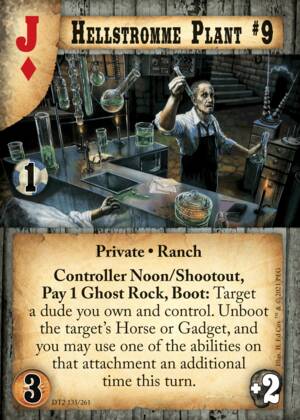 J
HELLSTROMME PLANT #9
1
Private • Ranch
Controller Noon/Shootout,
Pay 1 Ghost Rock, Boot: Target
a dude you own and control. Unboot
the target's Horse or Gadget, and
you may use one of the abilities on
that attachment an additional
time this turn.
3
DT2 135/261
+2